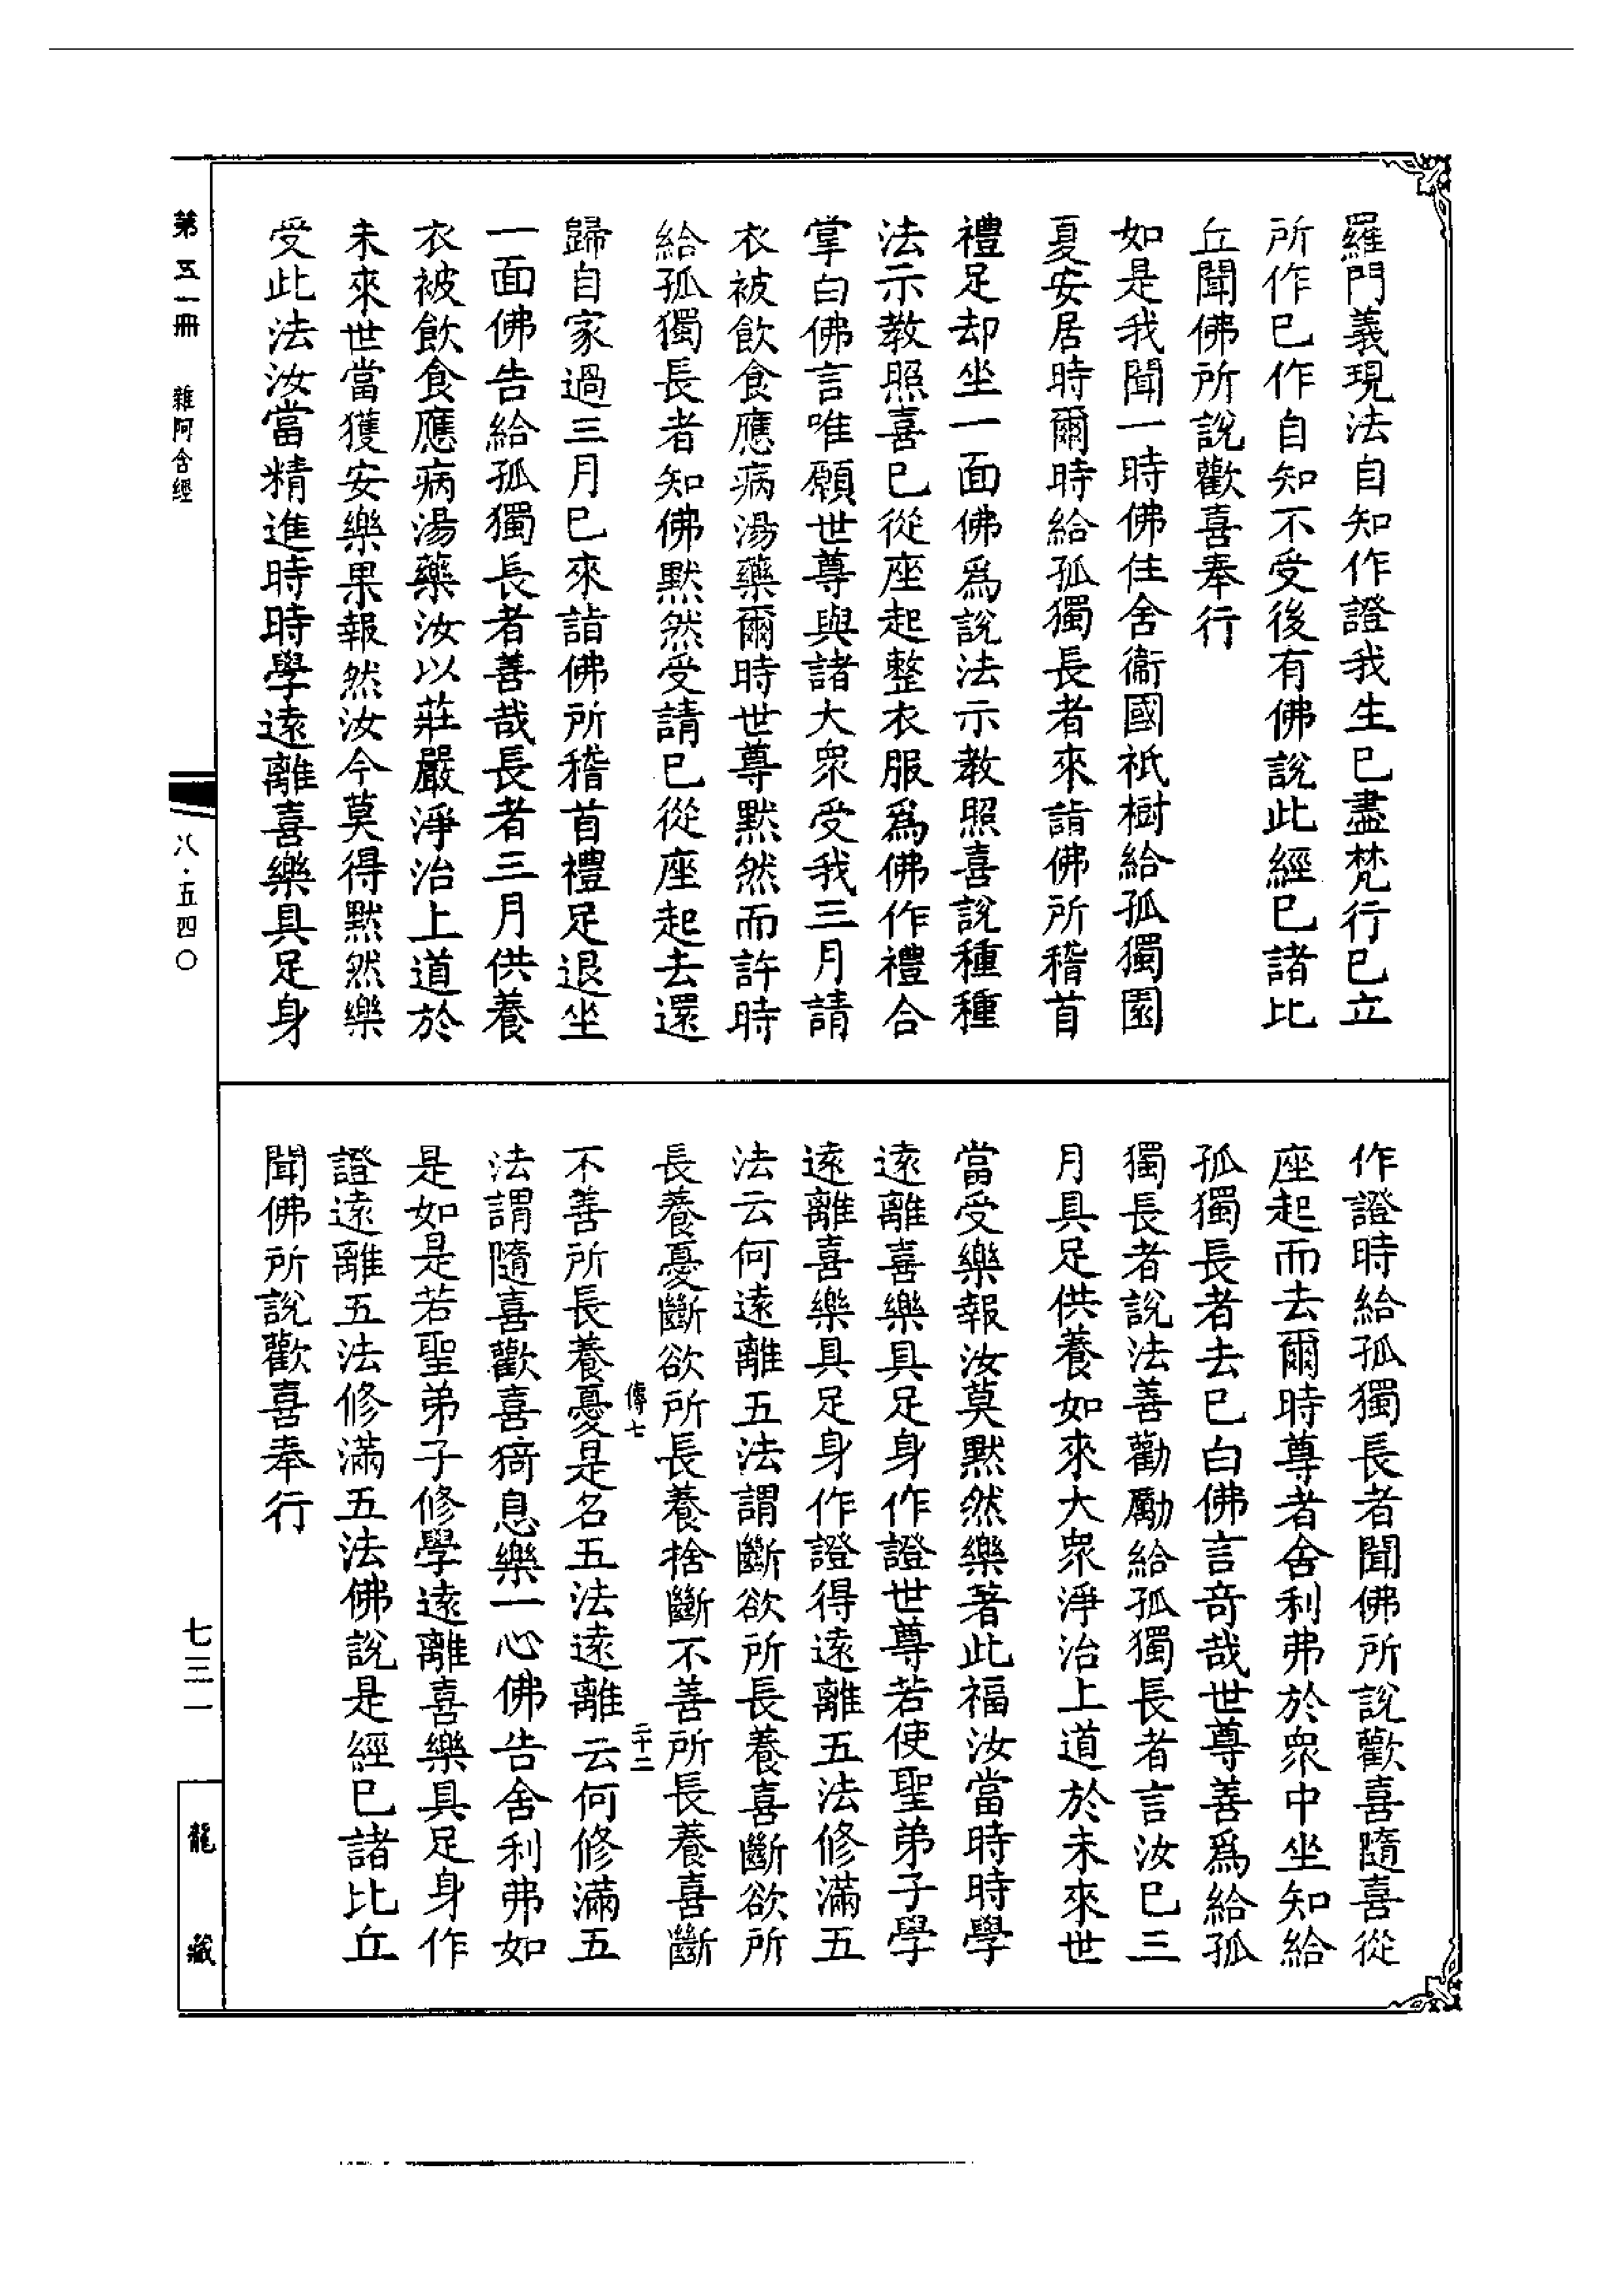 羅門義現法自知作證我生已盡梵行已立
所作已作自知不受後有佛說此經已諸比
丘聞佛所說歡喜奉行
如是我聞一時佛住舍衞國祇樹給孤獨園
夏安居時爾時給孤獨長者來詣佛所稽首
禮足却坐一面佛爲說法示教照喜說種種
法示教照喜已從座起整衣服爲佛作禮合
掌白佛言唯願世尊與諸大衆受我三月請
衣被飲食應病湯藥爾時世尊默然而許時
給孤獨長者知佛默然受請已從座起去還
歸自家過三月已來詣佛所稽首禮足退坐
一面佛告給孤獨長者善哉長者三月供養
衣被飲食應病湯藥汝以莊嚴淨治上道於
未來世當獲安樂果報然汝今莫得默然樂
受此法汝當精進時時學遠離喜樂具足身
作證時給孤獨長者聞佛所說歡喜隨喜從
座起而去爾時尊者舍利弗於衆中坐知給
孤獨長者去已白佛言奇哉世尊善爲給孤
獨長者說法善勸勵給孤獨長者言汝已三
月具足供養如來大衆淨治上道於未來世
當受樂報汝莫默然樂著此福汝當時時學
遠離喜樂具足身作證世尊若使聖弟子學
遠離喜樂具足身作證得遠離五法修滿五
法云何遠離五法謂斷欲所長養喜斷欲所
長養憂斷欲所長養捨斷不善所長養喜斷
不善所長養憂是名五法遠離云何修滿五
法謂隨喜歡喜猗息樂一心佛告舍利弗如
是如是若聖弟子修學遠離喜樂具足身作
證遠離五法修滿五法佛說是經已諸比丘
聞佛所說歡喜奉行
傳七
二十二
第五一冊 雜阿含經
八·五四〇
七三一
龍藏